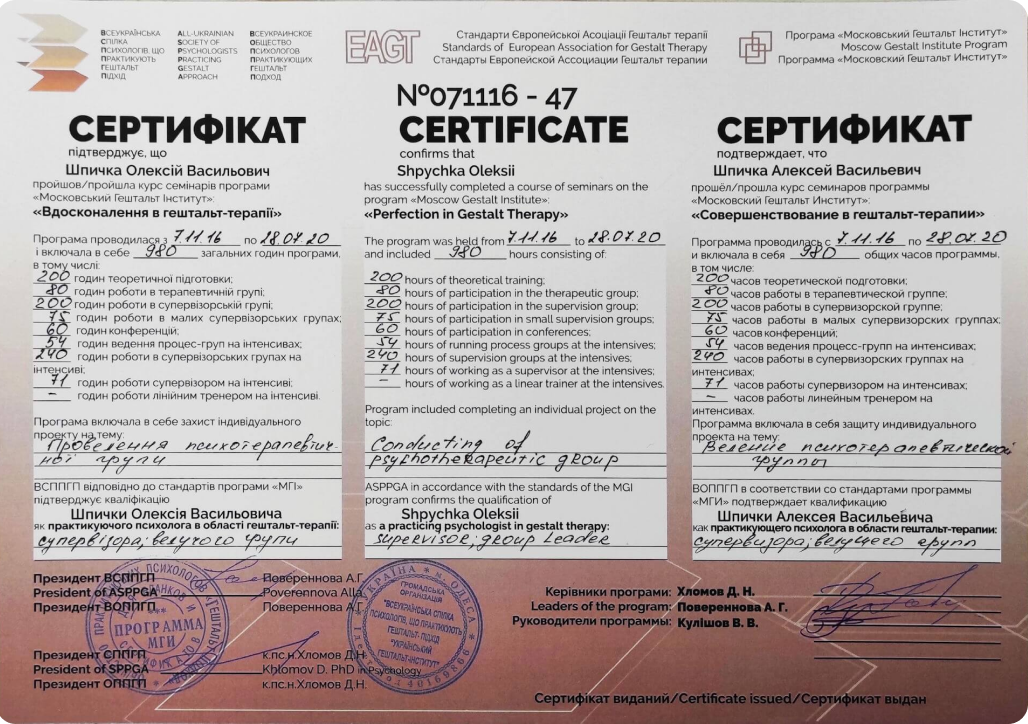 ВСЕУКРАЇНСЬКА
СПІЛКА
ПСИХОЛОГІВ, ЩО
ПРАКТИКУЮТЬ
ГЕШТАЛЬТ
ПІДХІД
ALL-UKRAINIAN
SOCIETY OF
PSYCHOLOGISTS
PRACTICING
GESTALT
APPROACH
ВСЕУКРАИНСКОЕ
ОБЩЕСТВО
ПСИХОЛОГОВ
ПРАКТИКУЮЩИХ
ГЕШТАЛЬТ
ПОДХОД
EAGT
Стандарти Європейської Асоціації Гештальт терапії
Standards of European Association for Gestalt Therapy
Стандарты Европейской Ассоциации Гештальт терапии
Програма «Московський Гештальт Інститут»
Moscow Gestalt Institute Program
Программа «Московский Гештальт Институт»
№071116 - 47
СЕРТИФІКАТ
підтверджує, що
Шпичка Олексій Васильович
пройшов/пройшла курс семінарів програми
«Московський Гештальт Інститут»:
«Вдосконалення в гештальт-терапії»
Програма проводилася з 7.11.16 по 28.07.20
і включала в себе 980 загальних годин програми,
в тому числі:
200 годин теоретичної підготовки;
80 годин роботи в терапевтичній групі;
200 годин роботи в супервізорській групі;
75 годин роботи в малих супервізорських групах;
60 годин конференцій;
54 годин ведення процес-груп на інтенсивах;
240 годин роботи в супервізорських групах на
інтенсиві;
71 годин роботи супервізором на інтенсиві;
– годин роботи лінійним тренером на інтенсиві.
Програма включала в себе захист індивідуального
проекту на тему:
Проведення психотерапевтич-
ної групи
ВСППГП відповідно до стандартів програми «МГІ»
підтверджує кваліфікацію
Шпички Олексія Васильовича
як практикуючого психолога в області гештальт-терапії:
супервізора; ведучого групи
CERTIFICATE
confirms that
Shpychka Oleksii
has successfully completed a course of seminars on the
program «Moscow Gestalt Institute»:
«Perfection in Gestalt Therapy»
The program was held from 7.11.16 to 28.07.20
and included 980 hours consisting of:
200 hours of theoretical training;
80 hours of participation in the therapeutic group;
200 hours of participation in the supervision group;
75 hours of participation in small supervision groups;
60 hours of participation in conferences;
54 hours of running process groups at the intensives;
240 hours of supervision groups at the intensives;
71 hours of working as a supervisor at the intensives;
– hours of working as a linear trainer at the intensives.
Program included completing an individual project on the
topic:
Conducting of
psychotherapeutic group
ASPPGA in accordance with the standards of the MGI
program confirms the qualification of
Shpychka Oleksii
as a practicing psychologist in gestalt therapy:
supervisor, group leader
СЕРТИФИКАТ
подтверждает, что
Шпичка Алексей Васильевич
прошёл/прошла курс семинаров программы
«Московский Гештальт Институт»:
«Совершенствование в гештальт-терапии»
Программа проводилась с 7.11.16 по 28.07.20
и включала в себя 980 общих часов программы,
в том числе:
200 часов теоретической подготовки;
80 часов работы в терапевтической группе;
200 часов работы в супервизорской группе;
75 часов работы в малых супервизорских группах;
60 часов конференций;
54 часов ведения процесс-групп на интенсивах;
240 часов работы в супервизорских группах на
интенсивах;
71 часов работы супервизором на интенсивах;
– часов работы линейным тренером на
интенсивах.
Программа включала в себя защиту индивидуального
проекта на тему:
Ведение психотерапевтической
группы
ВОППГП в соответствии со стандартами программы
«МГИ» подтверждает квалификацию
Шпички Алексея Васильевича
как практикующего психолога в области гештальт-терапии:
супервизора; ведущего групп
Президент ВСППГП
President of ASPPGA
Президент ВОППГП
Поверeннова А.Г.
Poverennova Alla
Поверeннова А.Г.
Президент СППГП
President of SPPGA
Президент ОППГП
к.пс.н.Хломов Д.Н.
Khlomov D. PhD in Psychology
к.пс.н.Хломов Д.Н.
ПРОГРАММА
МГИ
УКРАЇНА * м. ОДЕСА
ГРОМАДСЬКА
ОРГАНІЗАЦІЯ
"ВСЕУКРАЇНСЬКА СПІЛКА
ПСИХОЛОГІВ, ЩО ПРАКТИКУЮТЬ
ГЕШТАЛЬТ- ПІДХІД
"УКРАЇНСЬКИЙ
ГЕШТАЛЬТ-ІНСТИТУТ"
40169869
Керівники програми: Хломов Д. Н.
Leaders of the program: Поверeннова А. Г.
Руководители программы: Кулішов В. В.
Сертифікат виданий/Certificate issued/Сертификат выдан